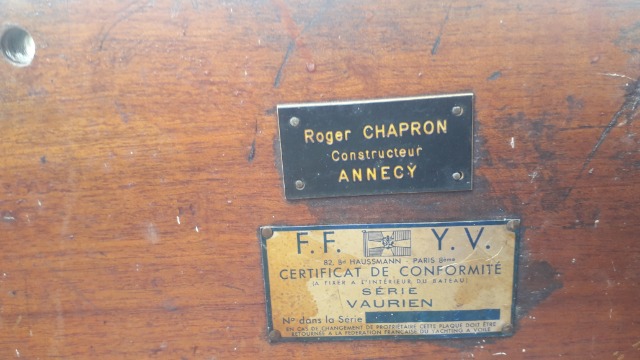 Roger CHAPRON
Constructeur
ANNECY
F.F. Y.V.
82, Bd HAUSSMANN - PARIS 8ème
CERTIFICAT DE CONFORMITÉ
(A FIXER A L'INTÉRIEUR DU BATEAU)
SÉRIE
VAURIEN
No dans la Série
EN CAS DE CHANGEMENT DE PROPRIÉTAIRE CETTE PLAQUE DOIT ÊTRE
RETOURNÉE A LA FÉDÉRATION FRANÇAISE DU YACHTING A VOILE